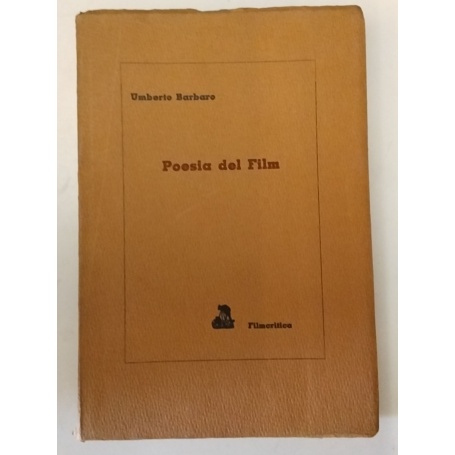 Umberto Barbaro
Poesia del Film
Filmcritica